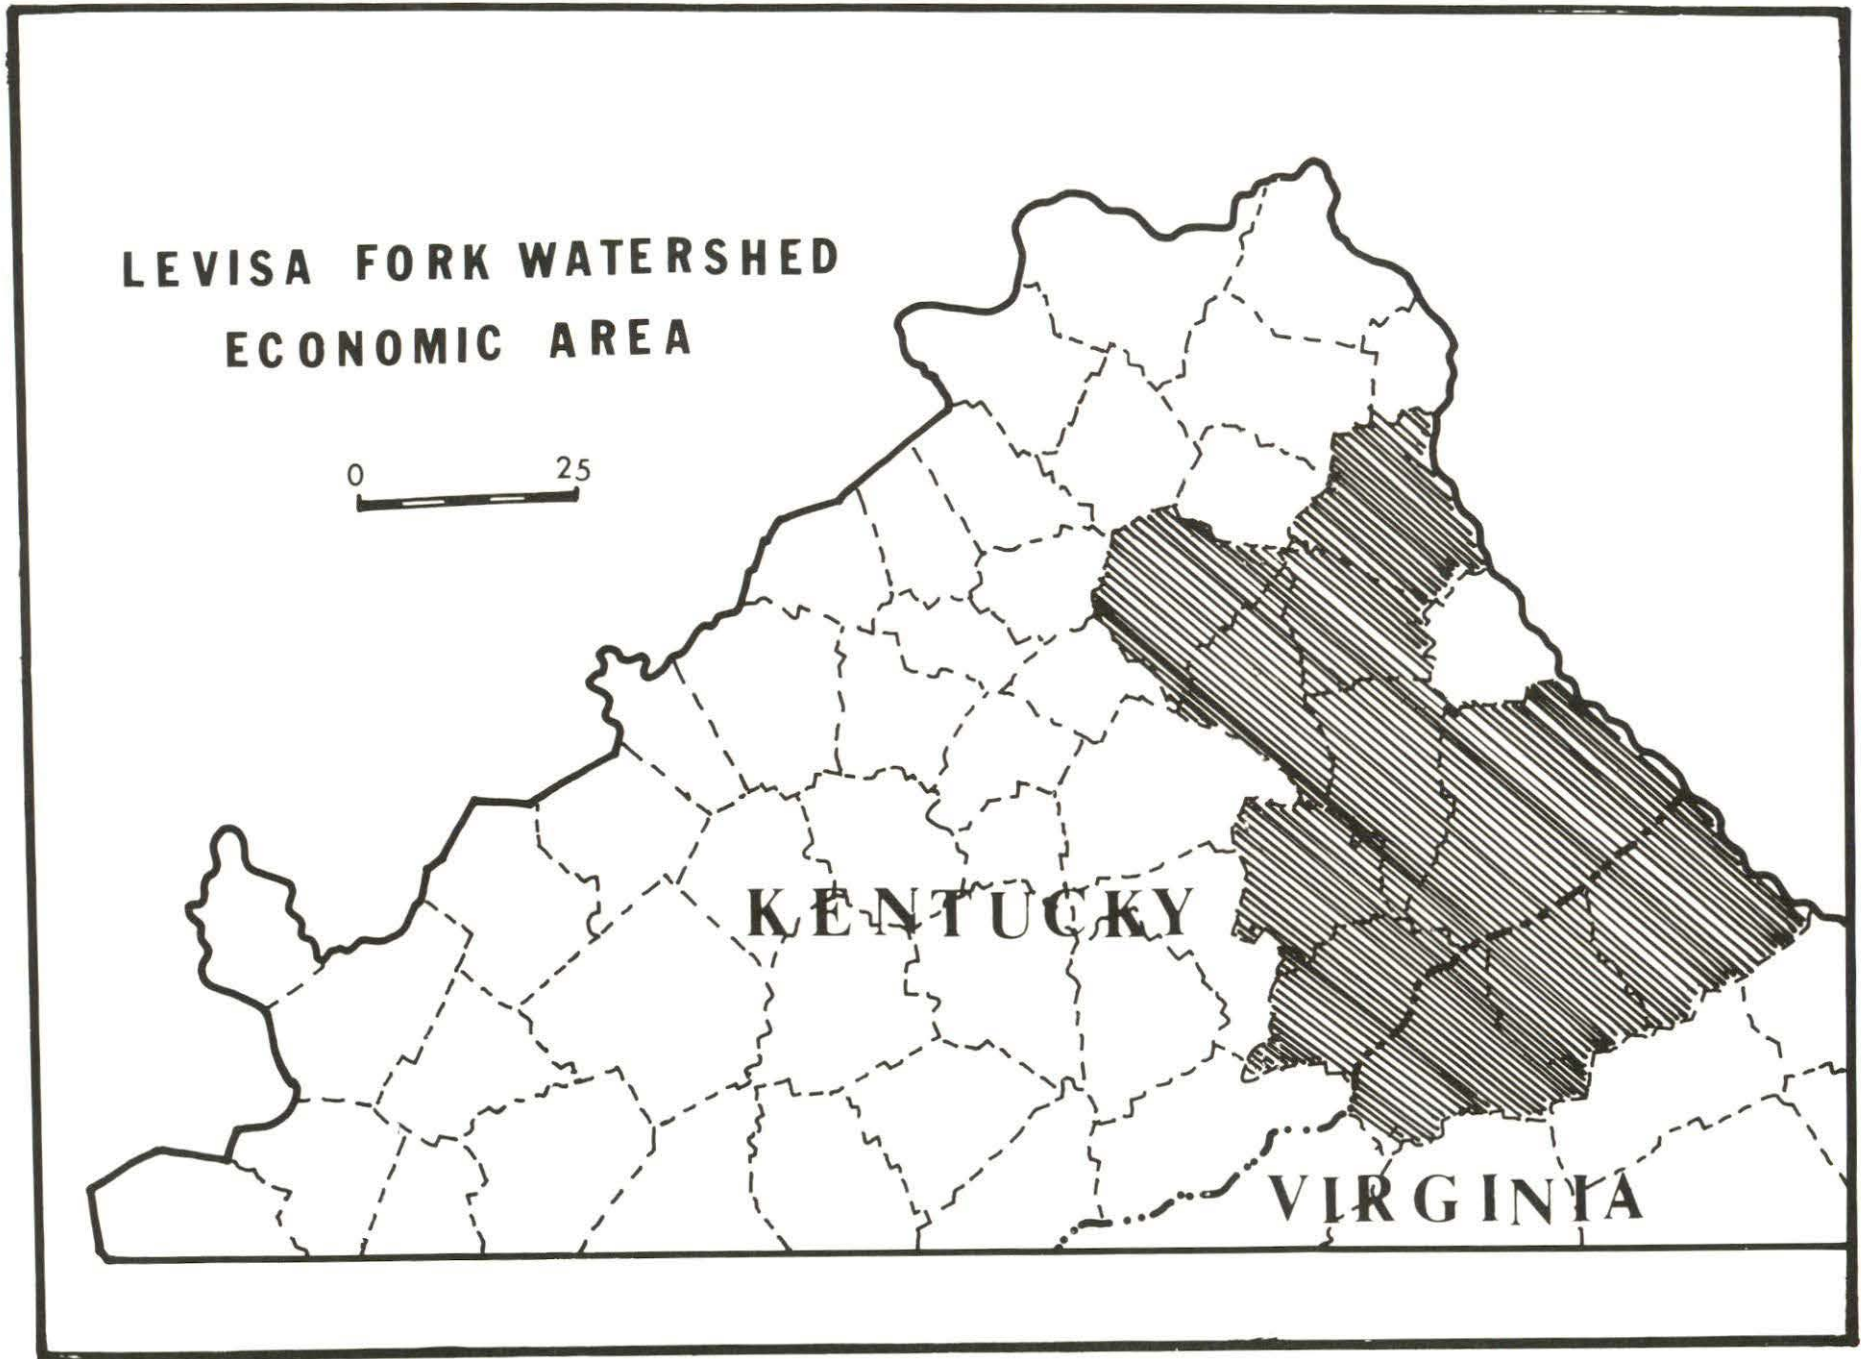 LEVISA FORK WATERSHED
ECONOMIC AREA
0 25
KENTUCKY
VIRGINIA